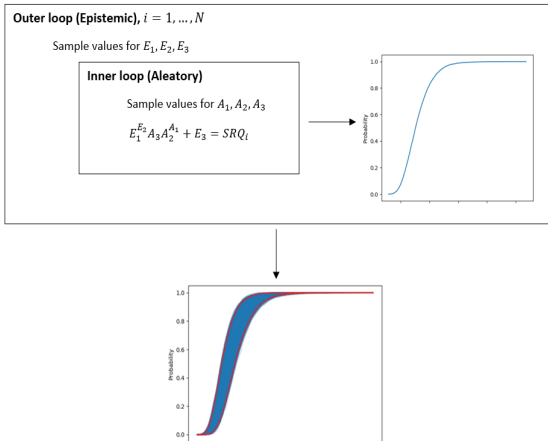 Outer loop (Epistemic), i = 1, ... , N
Sample values for E₁, E₂, E₃
Inner loop (Aleatory)
Sample values for A₁, A₂, A₃
E₁^{E₂} A₃ A₂^{A₁} + E₃ = SRQᵢ
Probability
1.0
0.8
0.6
0.4
0.2
0.0
Probability
1.0
0.8
0.6
0.4
0.2
0.0